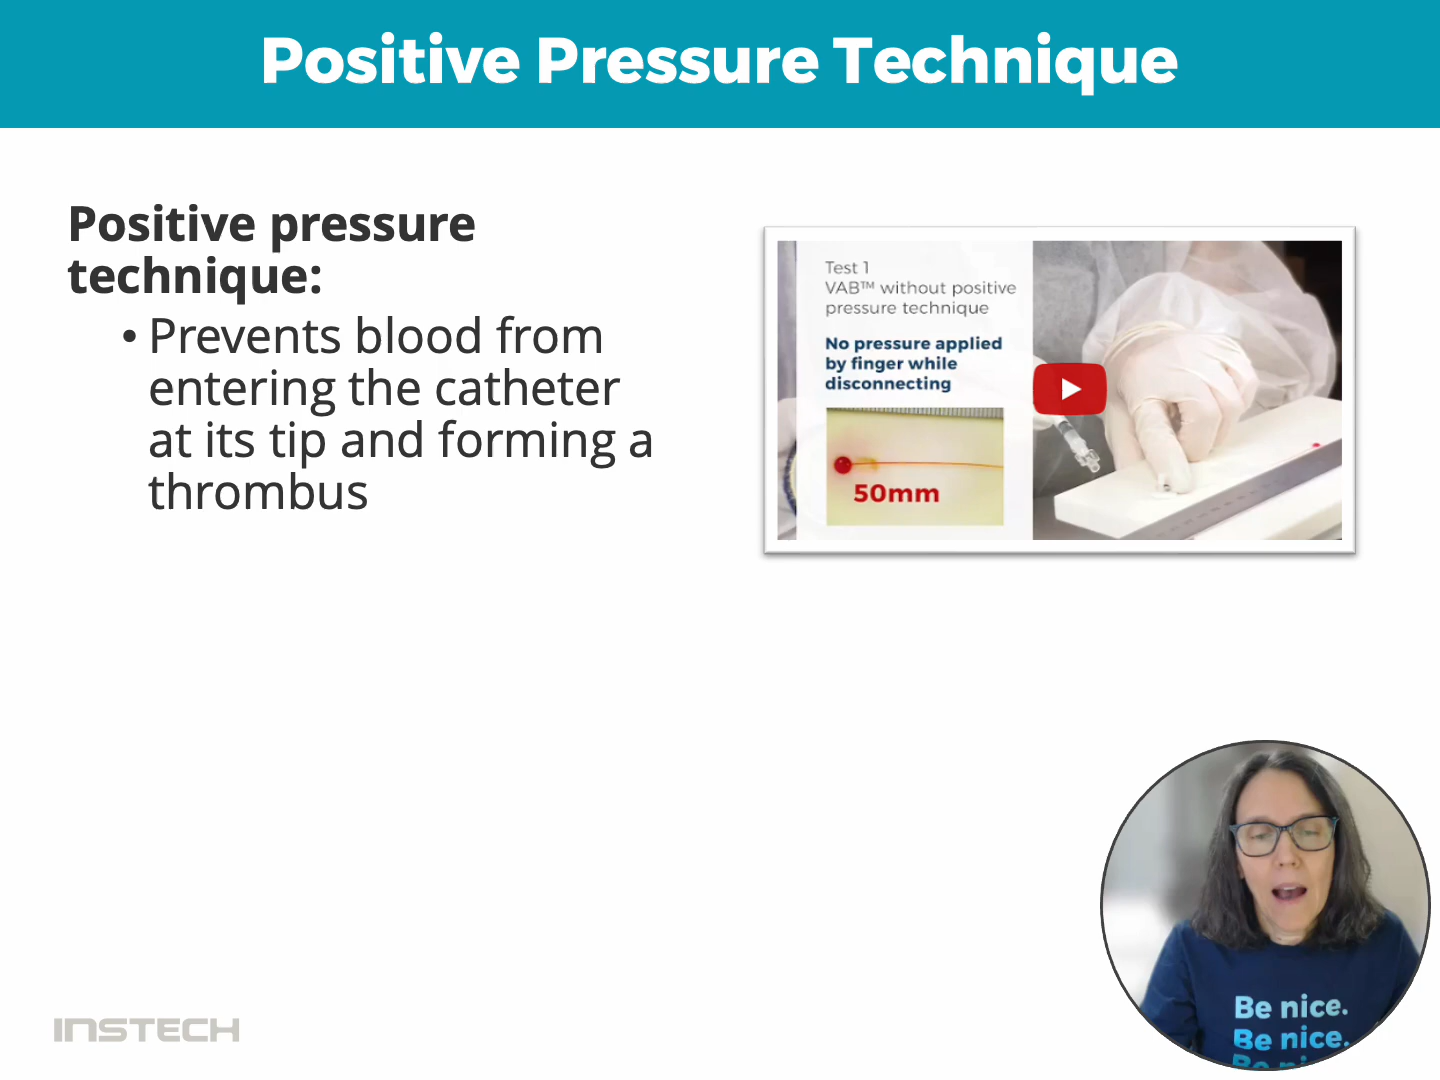 Positive Pressure Technique
Positive pressure
technique:
• Prevents blood from
entering the catheter
at its tip and forming a
thrombus
Test 1
VAB™ without positive
pressure technique
No pressure applied
by finger while
disconnecting
50mm
INSTECH
Be nice.
Be nice.